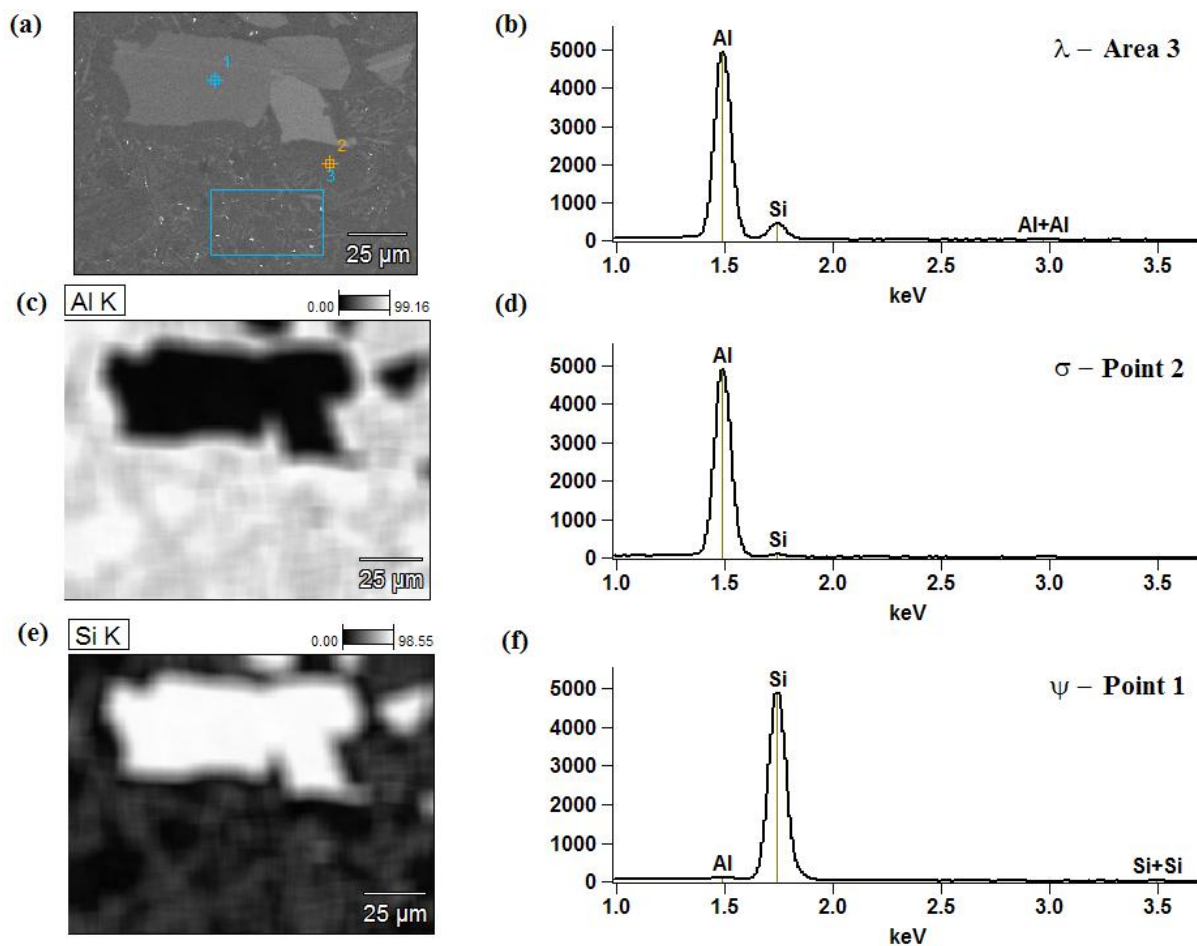 (a)
1
2
3
25 µm
(b)
λ – Area 3
Al
Si
Al+Al
5000
4000
3000
2000
1000
0
1.0 1.5 2.0 2.5 3.0 3.5
keV
(c)
Al K
0.00 99.16
25 µm
(d)
σ – Point 2
Al
Si
5000
4000
3000
2000
1000
0
1.0 1.5 2.0 2.5 3.0 3.5
keV
(e)
Si K
0.00 98.55
25 µm
(f)
ψ – Point 1
Si
Al
Si+Si
5000
4000
3000
2000
1000
0
1.0 1.5 2.0 2.5 3.0 3.5
keV